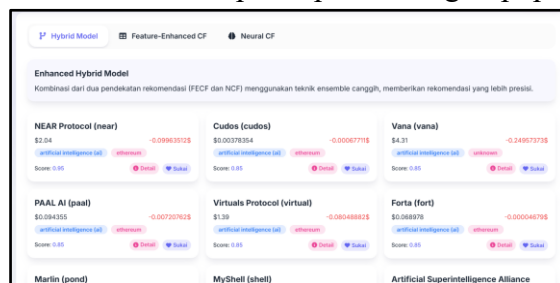 Hybrid Model Feature-Enhanced CF Neural CF
Enhanced Hybrid Model
Kombinasi dari dua pendekatan rekomendasi (FECF dan NCF) menggunakan teknik ensemble canggih, memberikan rekomendasi yang lebih presisi.
NEAR Protocol (near) Cudos (cudos) Vana (vana)
$2.04 -0.09963512$ $0.00378354 -0.00067711$ $4.31 -0.24957373$
artificial intelligence (ai) ethereum artificial intelligence (ai) ethereum artificial intelligence (ai) unknown
Score: 0.95 Detail Sukai Score: 0.85 Detail Sukai Score: 0.85 Detail Sukai
PAAL AI (paal) Virtuals Protocol (virtual) Forta (fort)
$0.094355 -0.00720762$ $1.39 -0.08048882$ $0.068978 -0.00004679$
artificial intelligence (ai) ethereum artificial intelligence (ai) ethereum artificial intelligence (ai) ethereum
Score: 0.85 Detail Sukai Score: 0.85 Detail Sukai Score: 0.85 Detail Sukai
Marlin (pond) MyShell (shell) Artificial Superintelligence Alliance